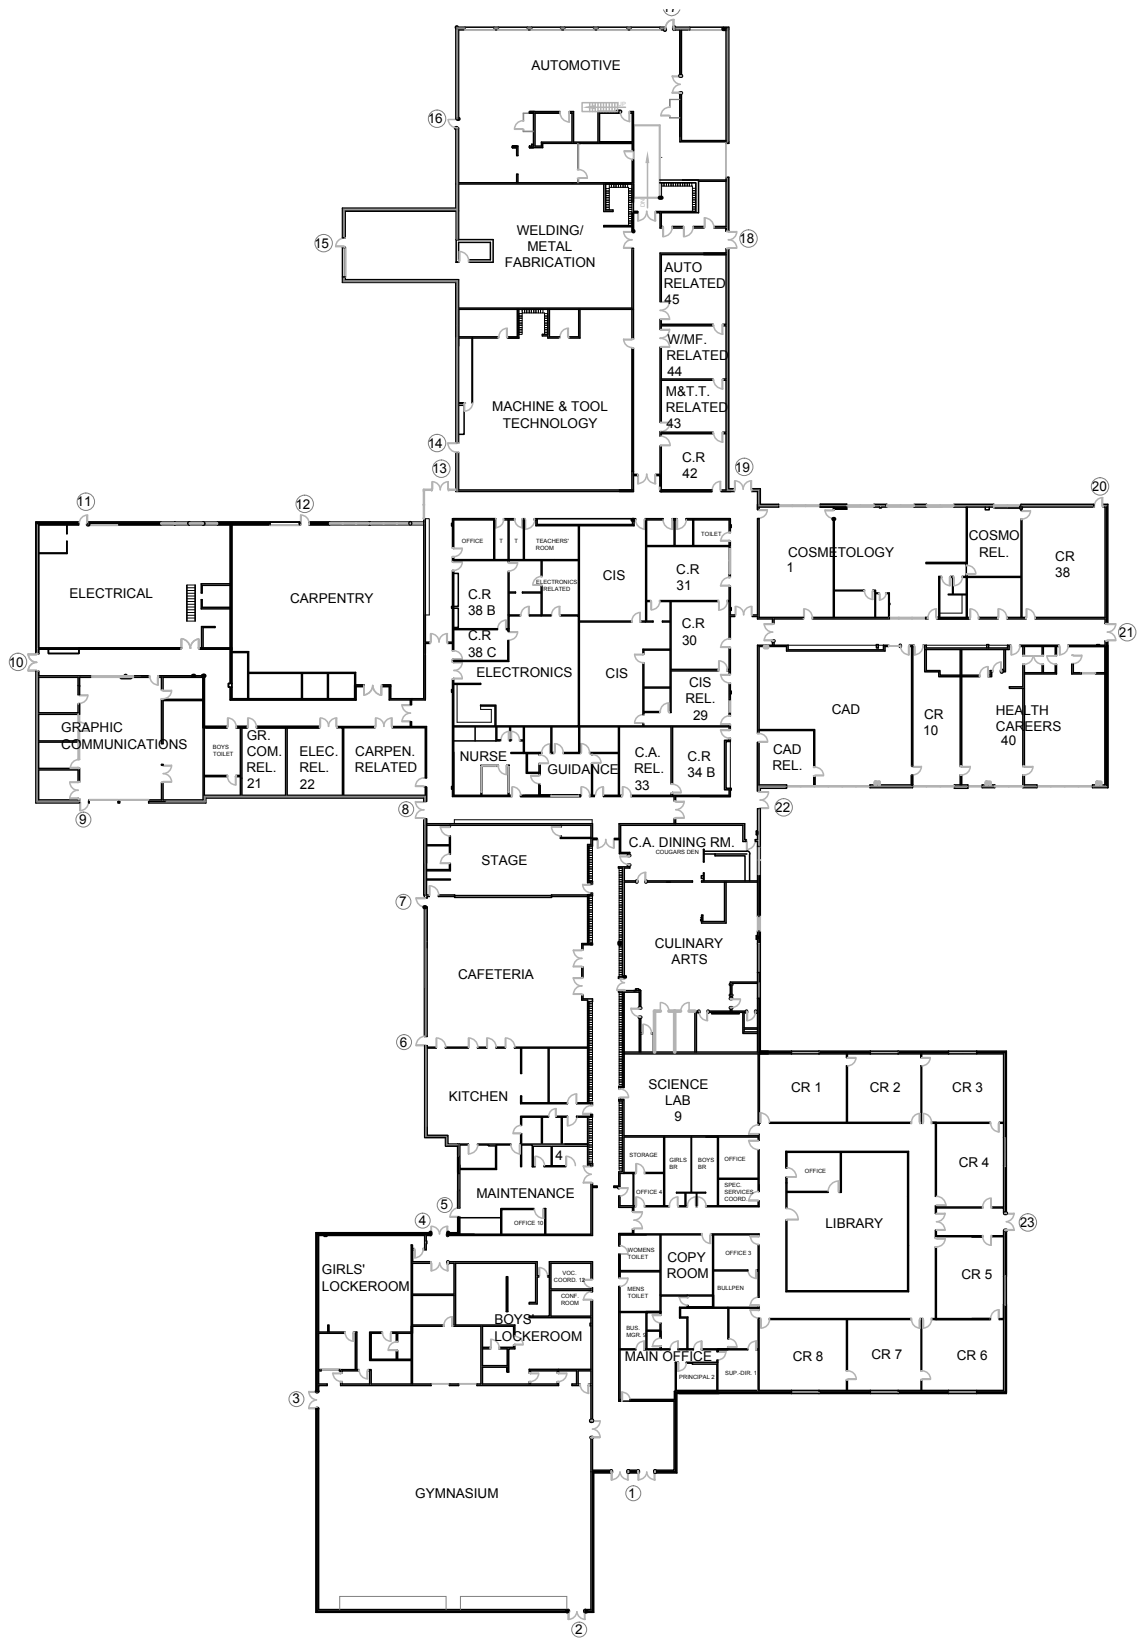 17
AUTOMOTIVE
16
15
WELDING/
METAL
FABRICATION
18
AUTO
RELATED
45
W/MF.
RELATED
44
M&T.T.
RELATED
43
MACHINE & TOOL
TECHNOLOGY
14
C.R
42
13
19
20
11
12
OFFICE
T
T
TEACHERS'
ROOM
TOILET
COSMETOLOGY
1
COSMO
REL.
CR
38
ELECTRICAL
CARPENTRY
C.R
38 B
ELECTRONICS
RELATED
CIS
C.R
31
C.R
38 C
C.R
30
21
10
ELECTRONICS
CIS
CIS
REL.
29
CAD
CR
10
HEALTH
CAREERS
40
GRAPHIC
COMMUNICATIONS
BOYS
TOILET
GR.
COM.
REL.
21
ELEC.
REL.
22
CARPEN.
RELATED
NURSE
GUIDANCE
C.A.
REL.
33
C.R
34 B
CAD
REL.
9
8
22
STAGE
C.A. DINING RM.
COUGARS DEN
7
CAFETERIA
CULINARY
ARTS
6
KITCHEN
SCIENCE
LAB
9
CR 1
CR 2
CR 3
4
STORAGE
GIRLS
BR
BOYS
BR
OFFICE
OFFICE
CR 4
MAINTENANCE
OFFICE 4
SPEC.
SERVICES
COORD.
5
4
OFFICE 10
LIBRARY
23
GIRLS'
LOCKEROOM
VOC.
COORD. 12
CONF.
ROOM
WOMENS
TOILET
COPY
ROOM
OFFICE 3
MENS
TOILET
BULLPEN
CR 5
BOYS'
LOCKEROOM
BUS.
MGR. 5
MAIN OFFICE
PRINCIPAL 2
SUP.-DIR. 1
CR 8
CR 7
CR 6
3
GYMNASIUM
1
2